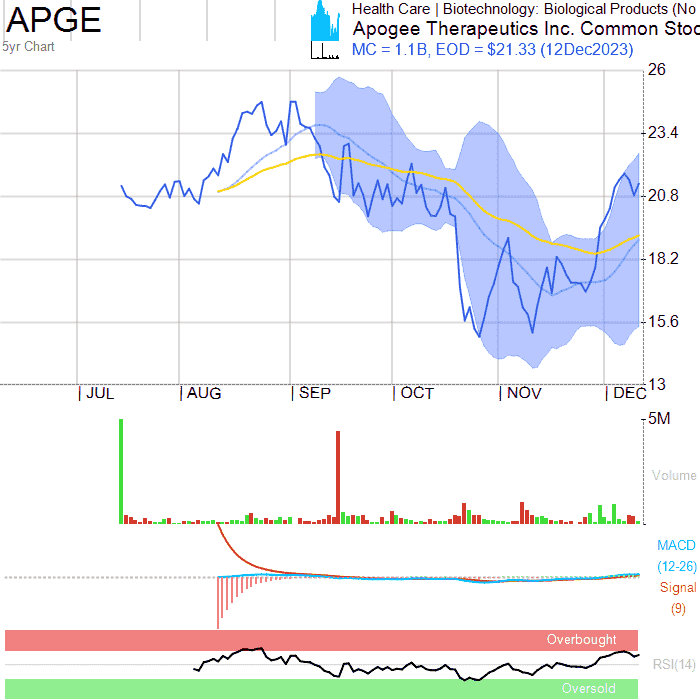 APGE
5yr Chart
Health Care | Biotechnology: Biological Products (No
Apogee Therapeutics Inc. Common Stoc
MC = 1.1B, EOD = $21.33 (12Dec2023)
26
23.4
20.8
18.2
15.6
13
JUL
AUG
SEP
OCT
NOV
DEC
5M
Volume
MACD
(12-26)
Signal
(9)
Overbought
RSI(14)
Oversold